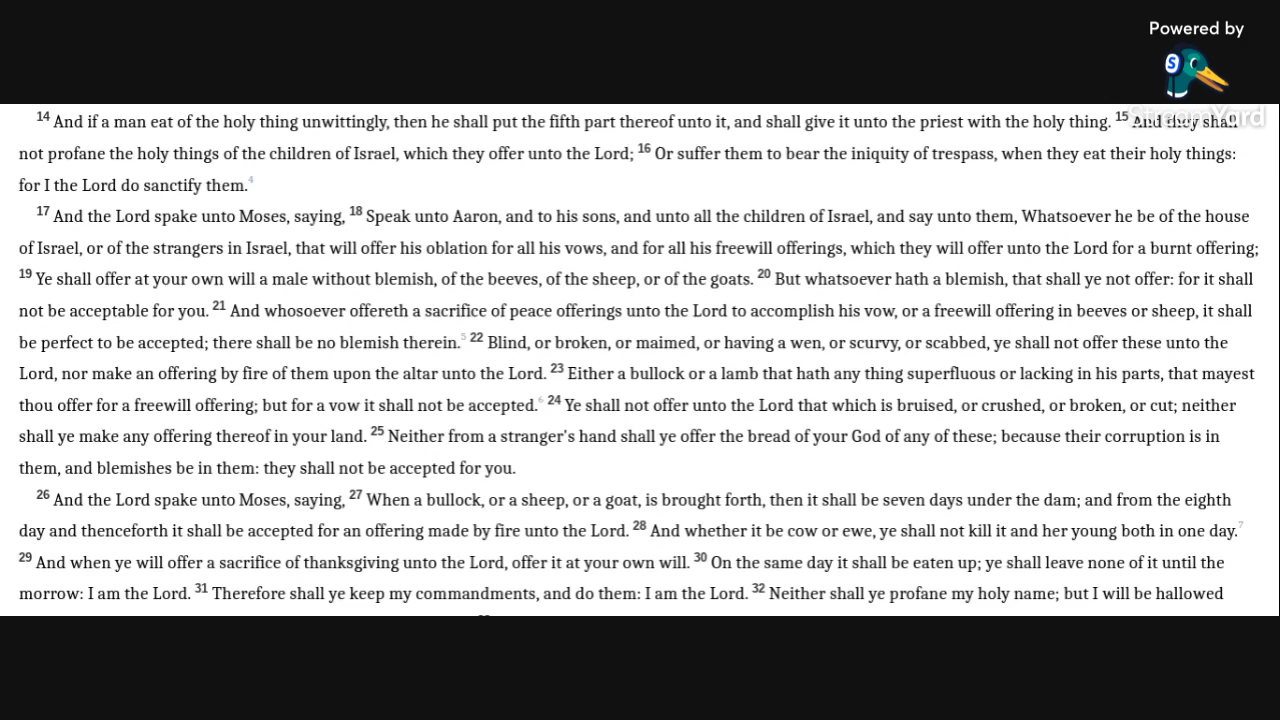 Powered by
S
StreamYard
14 And if a man eat of the holy thing unwittingly, then he shall put the fifth part thereof unto it, and shall give it unto the priest with the holy thing. 15 And they shall
not profane the holy things of the children of Israel, which they offer unto the Lord; 16 Or suffer them to bear the iniquity of trespass, when they eat their holy things:
for I the Lord do sanctify them.4
17 And the Lord spake unto Moses, saying, 18 Speak unto Aaron, and to his sons, and unto all the children of Israel, and say unto them, Whatsoever he be of the house
of Israel, or of the strangers in Israel, that will offer his oblation for all his vows, and for all his freewill offerings, which they will offer unto the Lord for a burnt offering;
19 Ye shall offer at your own will a male without blemish, of the beeves, of the sheep, or of the goats. 20 But whatsoever hath a blemish, that shall ye not offer: for it shall
not be acceptable for you. 21 And whosoever offereth a sacrifice of peace offerings unto the Lord to accomplish his vow, or a freewill offering in beeves or sheep, it shall
be perfect to be accepted; there shall be no blemish therein.5 22 Blind, or broken, or maimed, or having a wen, or scurvy, or scabbed, ye shall not offer these unto the
Lord, nor make an offering by fire of them upon the altar unto the Lord. 23 Either a bullock or a lamb that hath any thing superfluous or lacking in his parts, that mayest
thou offer for a freewill offering; but for a vow it shall not be accepted.6 24 Ye shall not offer unto the Lord that which is bruised, or crushed, or broken, or cut; neither
shall ye make any offering thereof in your land. 25 Neither from a stranger's hand shall ye offer the bread of your God of any of these; because their corruption is in
them, and blemishes be in them: they shall not be accepted for you.
26 And the Lord spake unto Moses, saying, 27 When a bullock, or a sheep, or a goat, is brought forth, then it shall be seven days under the dam; and from the eighth
day and thenceforth it shall be accepted for an offering made by fire unto the Lord. 28 And whether it be cow or ewe, ye shall not kill it and her young both in one day.7
29 And when ye will offer a sacrifice of thanksgiving unto the Lord, offer it at your own will. 30 On the same day it shall be eaten up; ye shall leave none of it until the
morrow: I am the Lord. 31 Therefore shall ye keep my commandments, and do them: I am the Lord. 32 Neither shall ye profane my holy name; but I will be hallowed